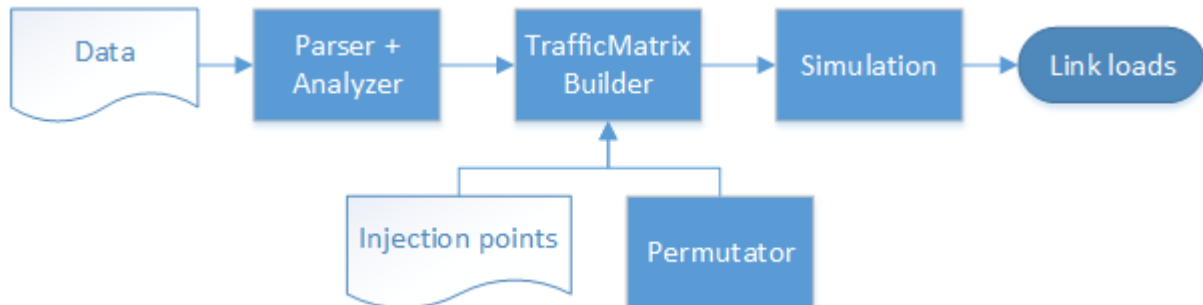 Data
Parser +
Analyzer
TrafficMatrix
Builder
Simulation
Link loads
Injection points
Permutator